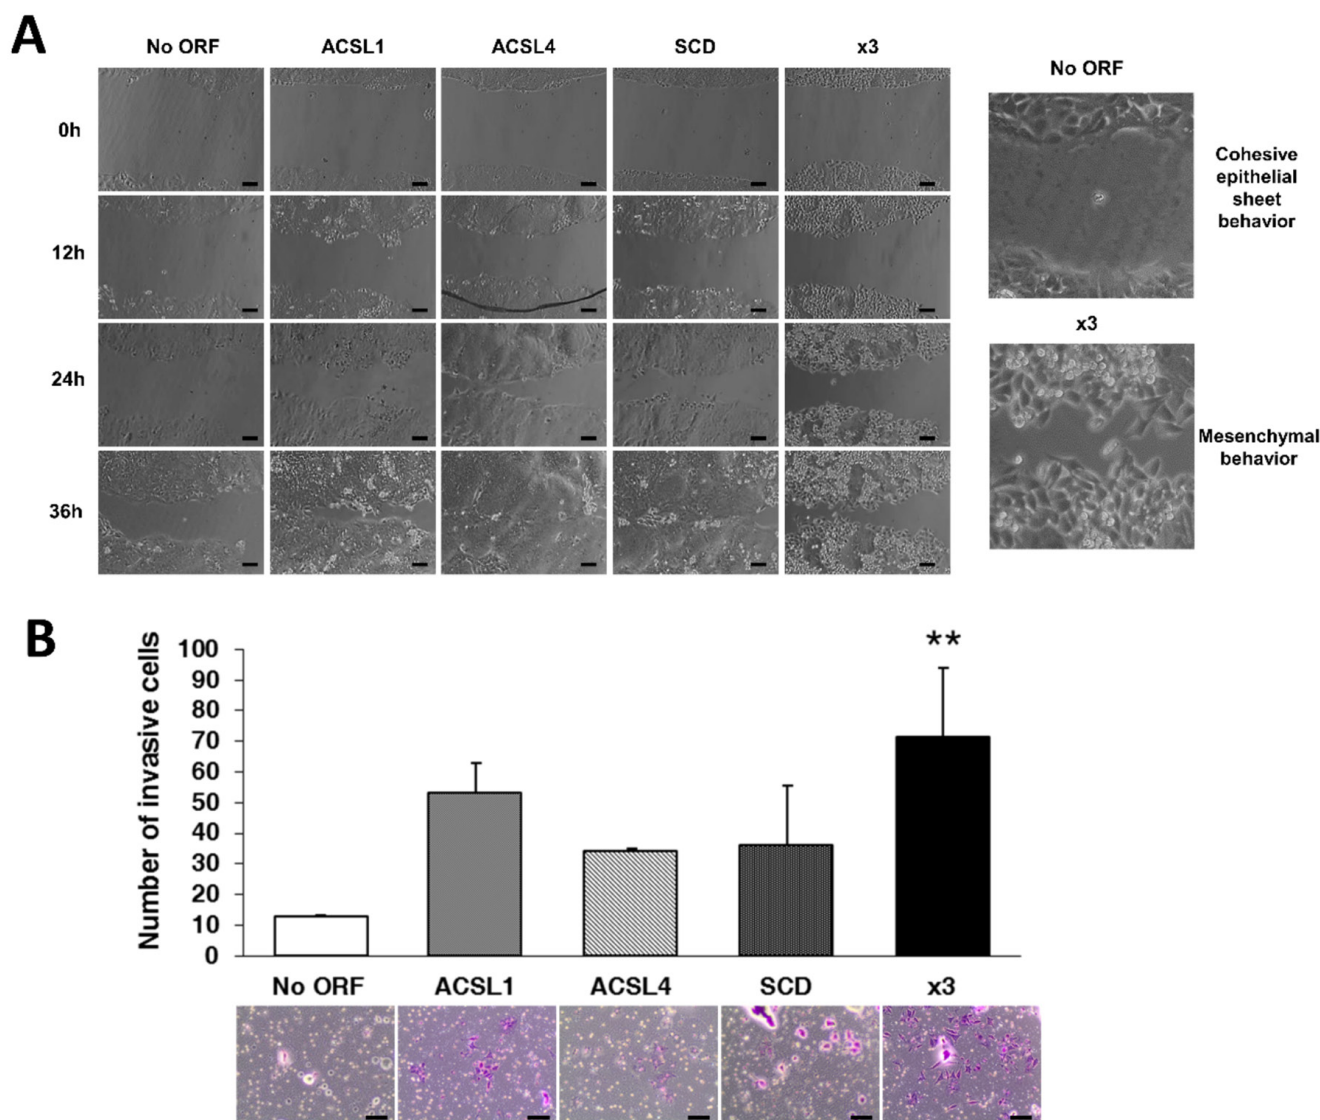 A
No ORF ACSL1 ACSL4 SCD x3
0h
12h
24h
36h
No ORF
Cohesive
epithelial
sheet
behavior
x3
Mesenchymal
behavior
B
Number of invasive cells
100
90
80
70
60
50
40
30
20
10
0
**
No ORF ACSL1 ACSL4 SCD x3